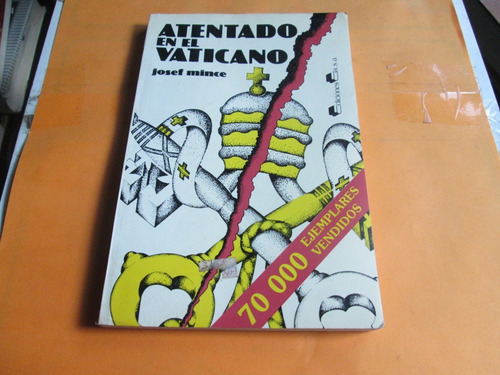 ATENTADO
EN EL
VATICANO
josef mince
70 000
EJEMPLARES
VENDIDOS